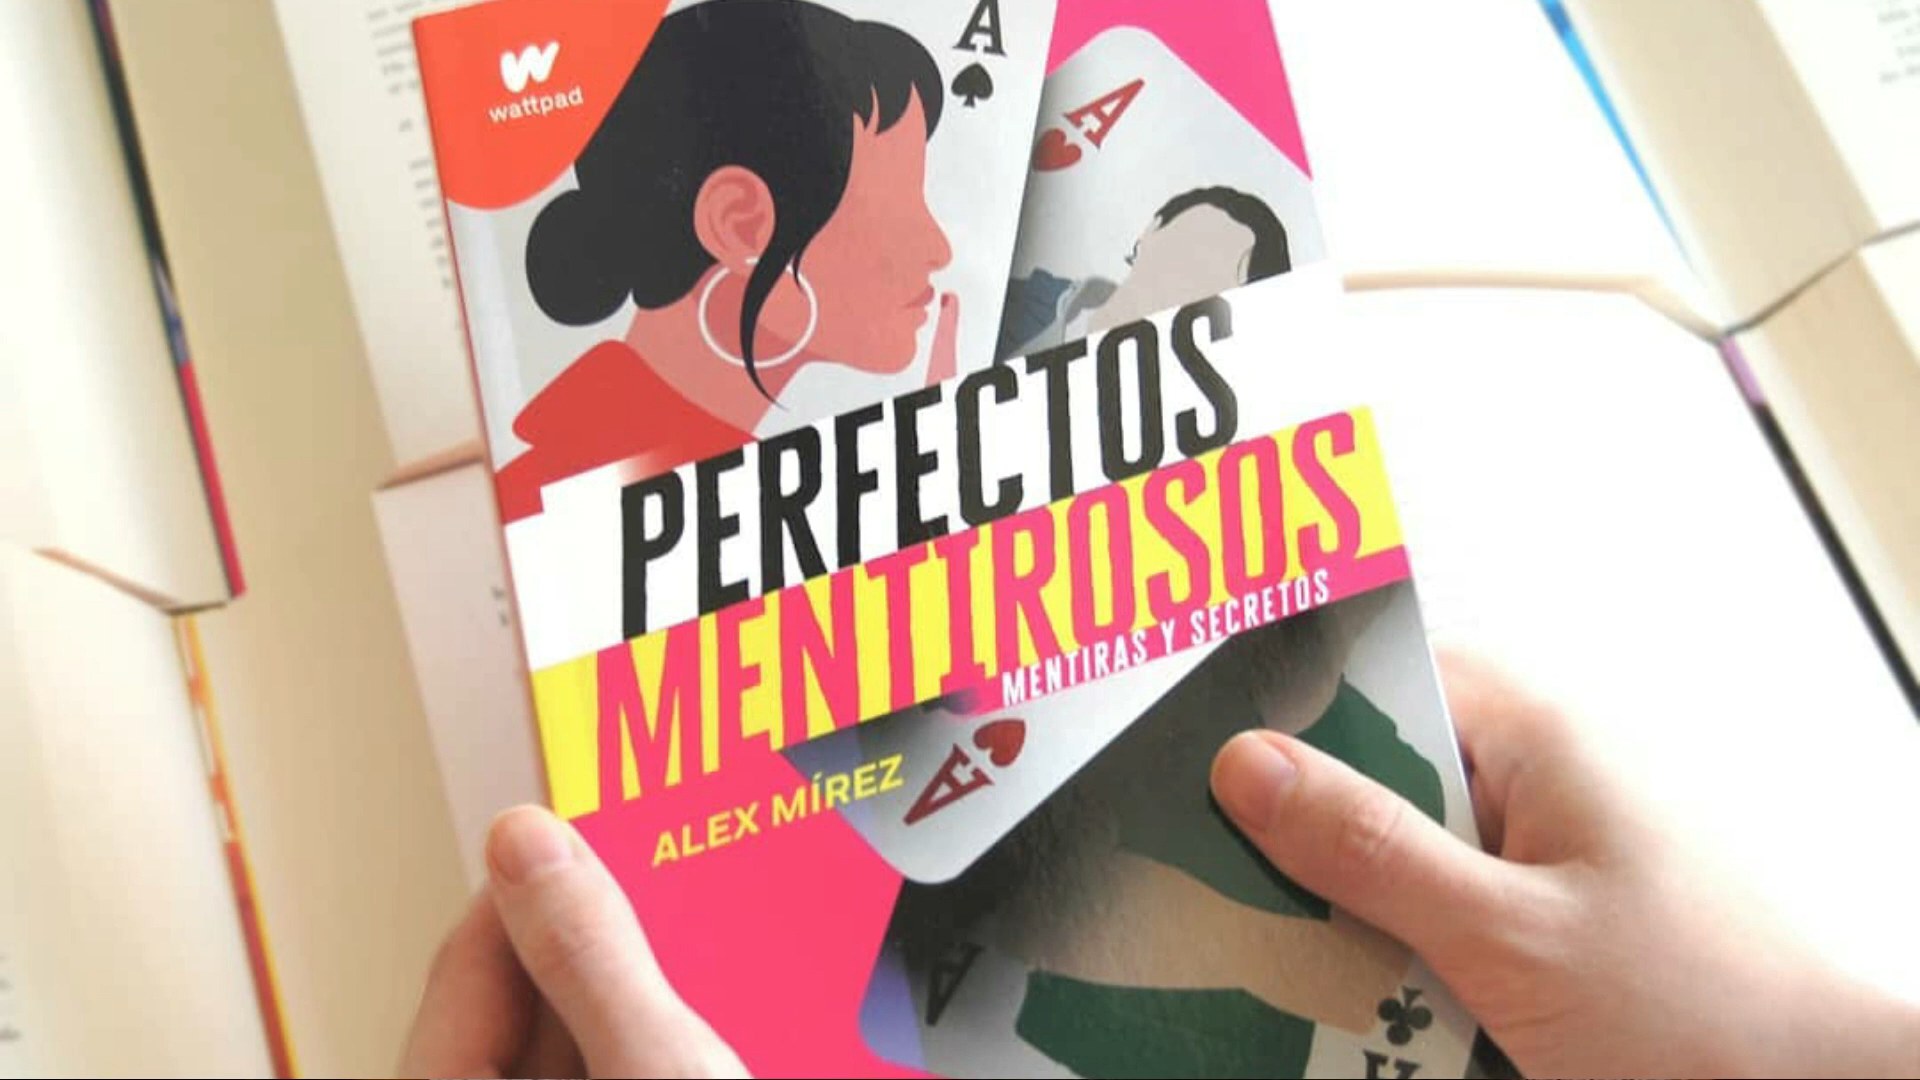 wattpad
A
A
PERFECTOS
MENTIROSOS
MENTIRAS Y SECRETOS
ALEX MÍREZ
A
A
A